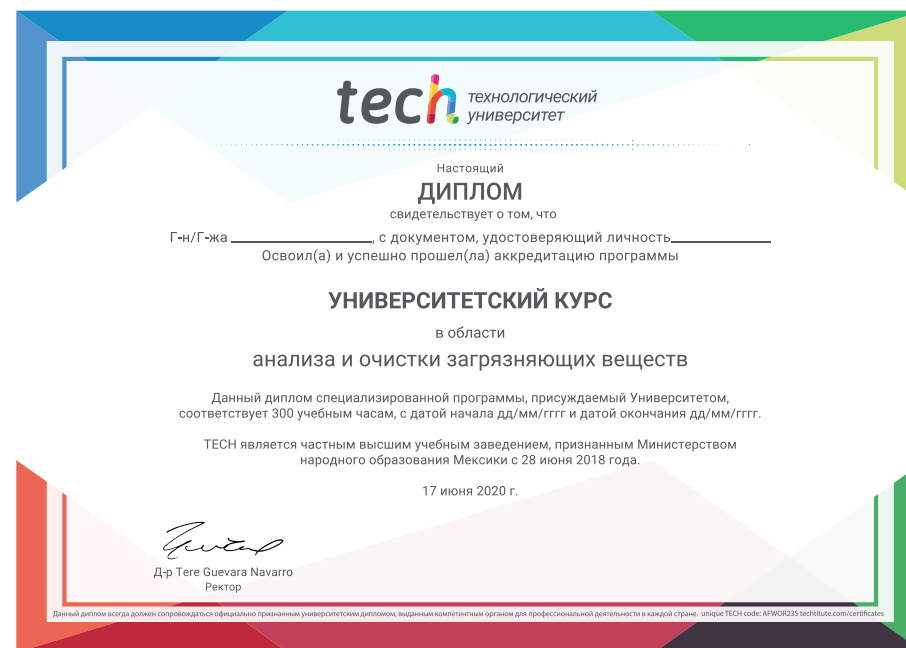 tech технологический
университет
Настоящий
ДИПЛОМ
свидетельствует о том, что
Г-н/Г-жа ____________, с документом, удостоверяющий личность____________
Освоил(а) и успешно прошел(ла) аккредитацию программы
УНИВЕРСИТЕТСКИЙ КУРС
в области
анализа и очистки загрязняющих веществ
Данный диплом специализированной программы, присуждаемый Университетом,
соответствует 300 учебным часам, с датой начала дд/мм/гггг и датой окончания дд/мм/гггг.
TECH является частным высшим учебным заведением, признанным Министерством
народного образования Мексики с 28 июня 2018 года.
17 июня 2020 г.
Д-р Tere Guevara Navarro
Ректор
Данный диплом всегда должен сопровождаться официально признанным университетским дипломом, выданным компетентным органом для профессиональной деятельности в каждой стране. unique TECH code: AFWOR23S techtitute.com/certificates